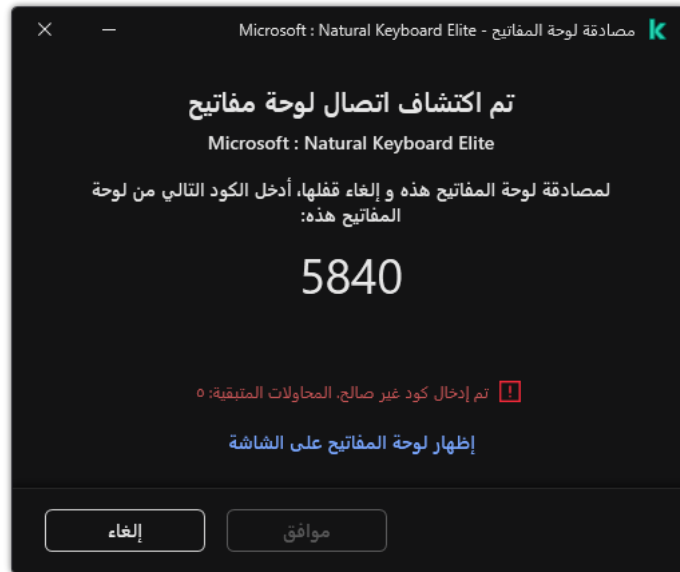 مصادقة لوحة المفاتيح - Microsoft : Natural Keyboard Elite
تم اكتشاف اتصال لوحة مفاتيح
Microsoft : Natural Keyboard Elite
لمصادقة لوحة المفاتيح هذه و إلغاء قفلها، أدخل الكود التالي من لوحة
المفاتيح هذه:
5840
تم إدخال كود غير صالح. المحاولات المتبقية: ٥
إظهار لوحة المفاتيح على الشاشة
موافق
إلغاء